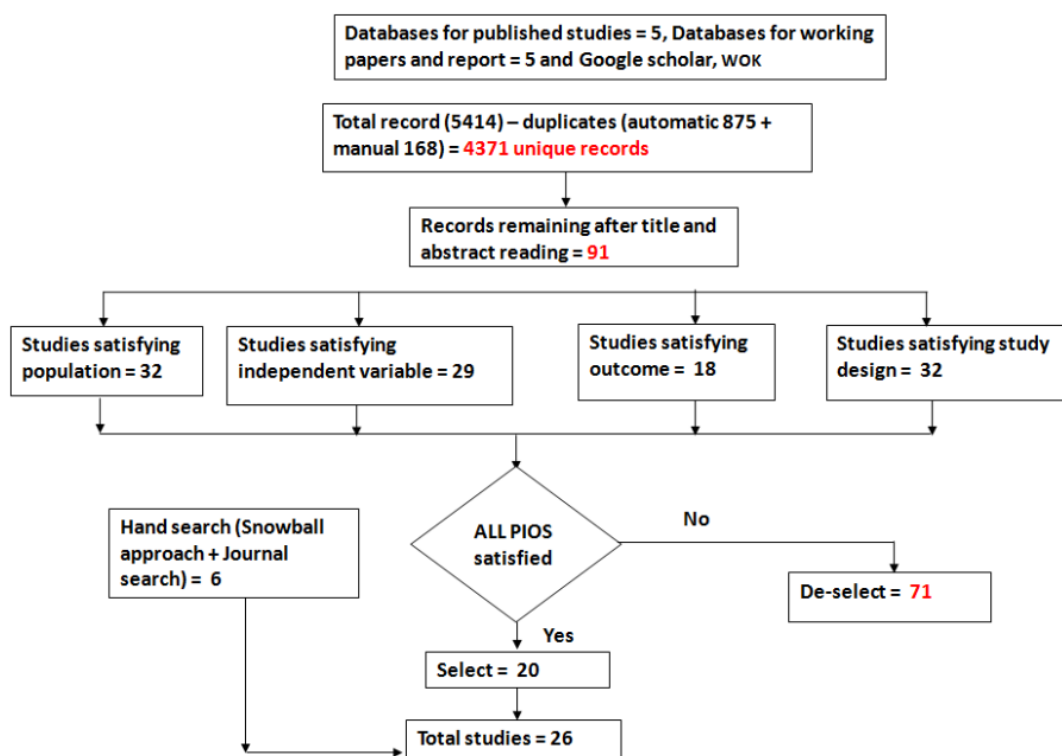 Databases for published studies = 5, Databases for working
papers and report = 5 and Google scholar, WOK
Total record (5414) – duplicates (automatic 875 +
manual 168) = 4371 unique records
Records remaining after title and
abstract reading = 91
Studies satisfying
population = 32
Studies satisfying
independent variable = 29
Studies satisfying
outcome = 18
Studies satisfying study
design = 32
Hand search (Snowball
approach + Journal
search) = 6
ALL PIOS
satisfied
No
De-select = 71
Yes
Select = 20
Total studies = 26